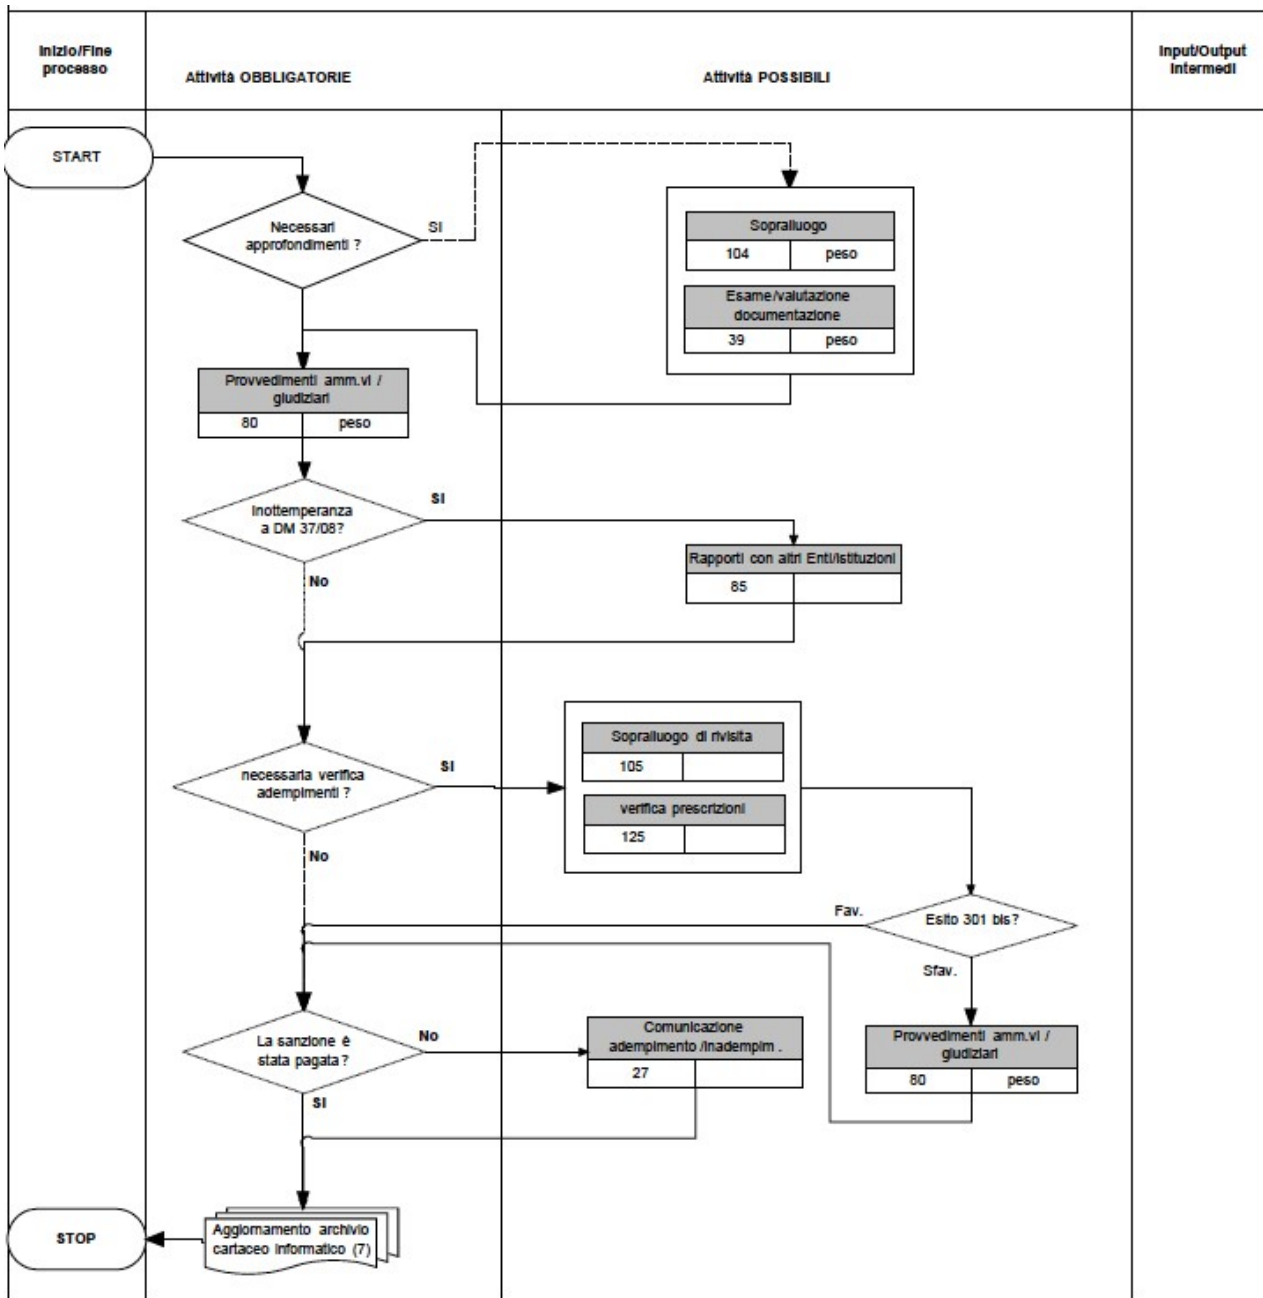 Inizio/Fine
processo
Attività OBBLIGATORIE
Attività POSSIBILI
Input/Output
Intermedi
START
Necessari
approfondimenti ?
SI
Sopralluogo
104 peso
Esame/valutazione
documentazione
39 peso
Provvedimenti amm.vi /
giudiziari
80 peso
Inottemperanza
a DM 37/08?
SI
No
Rapporti con altri Enti/Istituzioni
85
necessaria verifica
adempimenti ?
SI
No
Sopralluogo di rivisita
105
verifica prescrizioni
125
Esito 301 bis?
Fav.
Sfav.
La sanzione è
stata pagata ?
No
SI
Comunicazione
adempimento /inadempim .
27
Provvedimenti amm.vi /
giudiziari
80 peso
Aggiornamento archivio
cartaceo informatico (7)
STOP